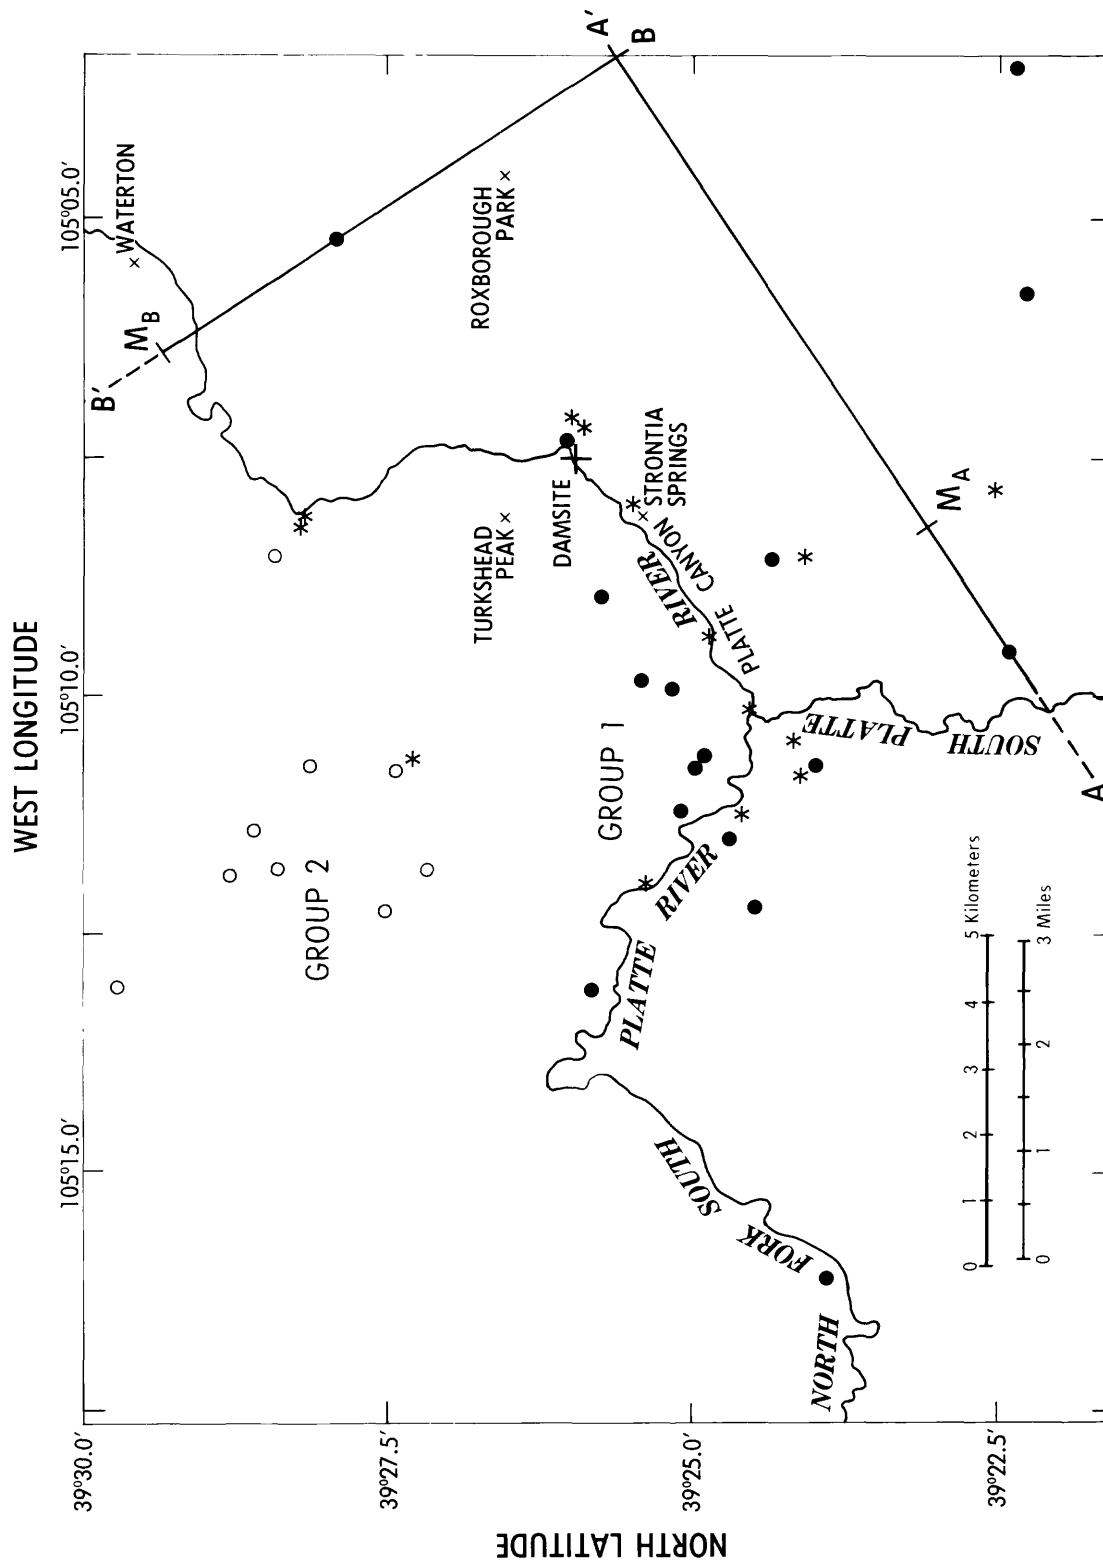 WEST LONGITUDE
105°15.0′
105°10.0′
105°05.0′
NORTH LATITUDE
39°30.0′
39°27.5′
39°25.0′
39°22.5′
B′
M_B
WATERTON
GROUP 2
TURKSHEAD
PEAK
ROXBOROUGH
PARK
DAMSITE
A′
B
STRONTIA
SPRINGS
GROUP 1
RIVER
PLATTE CANYON
PLATTE RIVER
SOUTH
FORK
NORTH
SOUTH
PLATTE
M_A
A
0 1 2 3 4 5 Kilometers
0 1 2 3 Miles